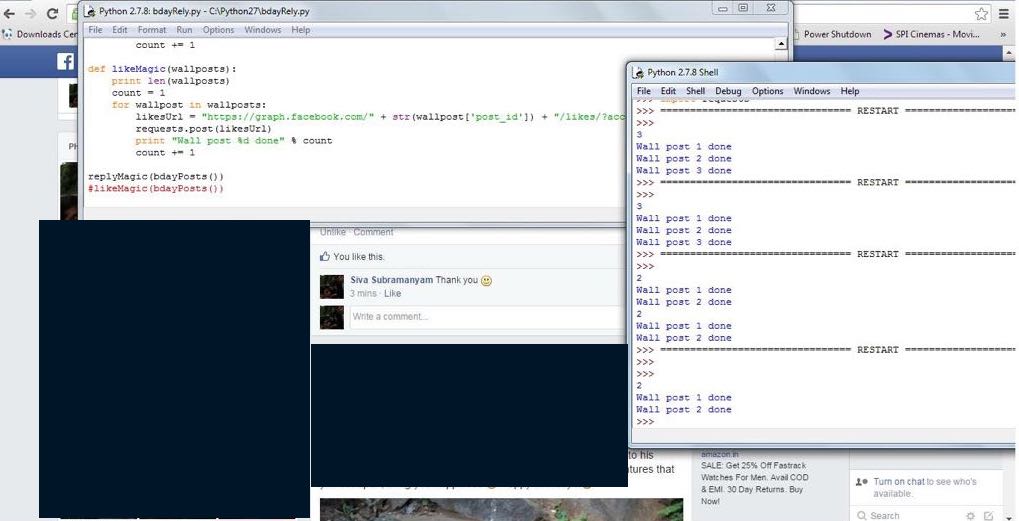 Downloads Cen
Power Shutdown
SPI Cinemas - Movi...
»
f
Python 2.7.8: bdayRely.py - C:\Python27\bdayRely.py
File Edit Format Run Options Windows Help
count += 1
def likeMagic(wallposts):
print len(wallposts)
count = 1
for wallpost in wallposts:
likesUrl = "https://graph.facebook.com/" + str(wallpost['post_id']) + "/likes/?acc
requests.post(likesUrl)
print "Wall post %d done" % count
count += 1
replyMagic(bdayPosts())
#likeMagic(bdayPosts())
Python 2.7.8 Shell
File Edit Shell Debug Options Windows Help
>>> import requests
>>> ================================ RESTART ==================
>>>
3
Wall post 1 done
Wall post 2 done
Wall post 3 done
>>> ================================ RESTART ==================
>>>
3
Wall post 1 done
Wall post 2 done
Wall post 3 done
>>> ================================ RESTART ==================
>>>
2
Wall post 1 done
Wall post 2 done
2
Wall post 1 done
Wall post 2 done
>>> ================================ RESTART ==================
>>>
>>>
2
Wall post 1 done
Wall post 2 done
>>>
Ph
Unlike · Comment
You like this.
Siva Subramanyam Thank you
3 mins · Like
Write a comment...
to his
tures that
amazon.in
SALE: Get 25% Off Fastrack
Watches For Men. Avail COD
& EMI. 30 Day Returns. Buy
Now!
Turn on chat to see who's
available.
Search